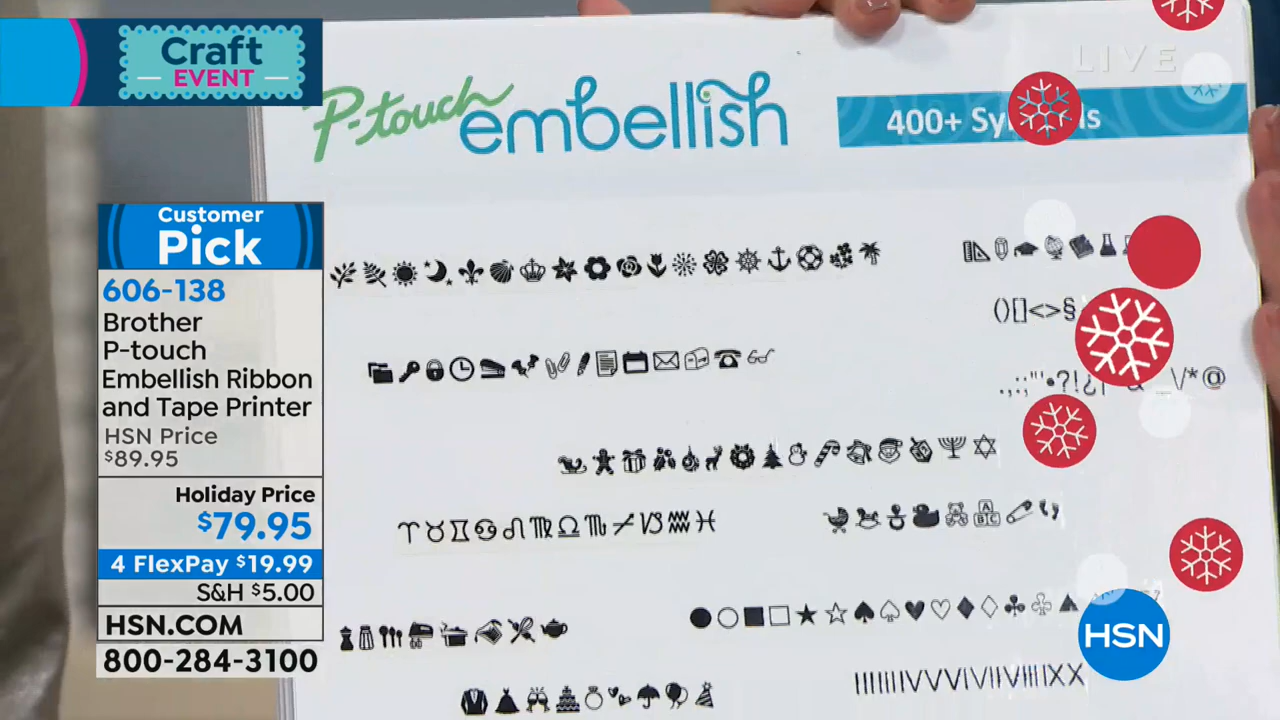 Craft
EVENT
LIVE
P-touch embellish
400+ Sy
Customer
Pick
606-138
Brother
P-touch
Embellish Ribbon
and Tape Printer
HSN Price
$89.95
Holiday Price
$79.95
4 FlexPay $19.99
S&H $5.00
HSN.COM
800-284-3100
()[]<>§
.,:;"'•?!¿
_\/*@
A
BC
HSN